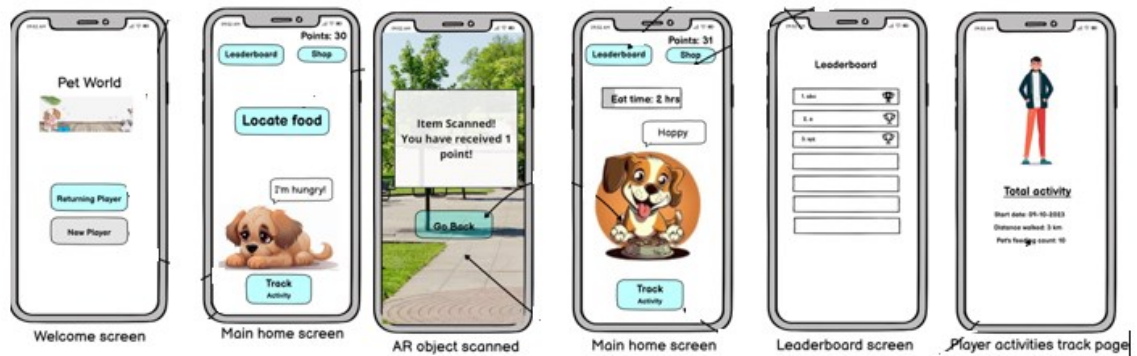 Pet World
Returning Player
New Player
Welcome screen
Points: 30
Leaderboard
Shop
Locate food
I'm hungry!
Track
Activity
Main home screen
Item Scanned!
You have received 1
point!
Go Back
AR object scanned
Points: 31
Leaderboard
Shop
Eat time: 2 hrs
Happy
Track
Activity
Main home screen
Leaderboard
Leaderboard screen
Total activity
Start date: 09-10-2023
Distance walked: 3 km
Pet's feeding count: 10
Player activities track page